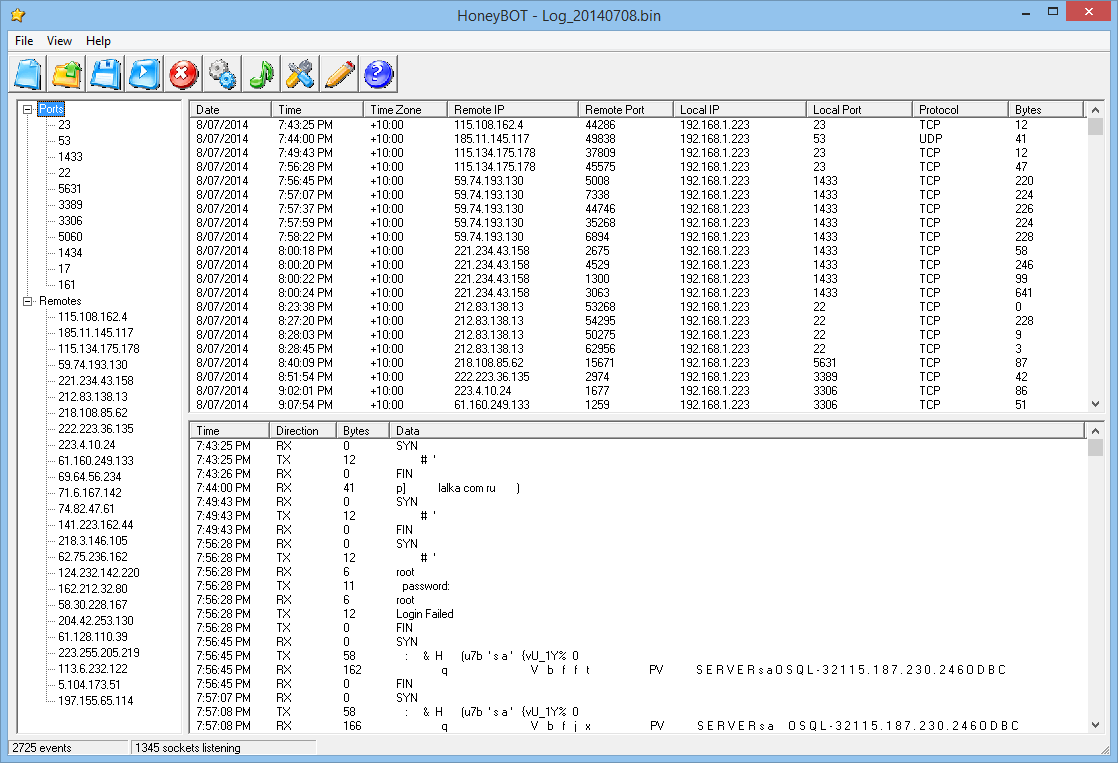 HoneyBOT - Log_20140708.bin
File View Help
Ports
23
53
1433
22
5631
3389
3306
5060
1434
17
161
Remotes
115.108.162.4
185.11.145.117
115.134.175.178
59.74.193.130
221.234.43.158
212.83.138.13
218.108.85.62
222.223.36.135
223.4.10.24
61.160.249.133
69.64.56.234
71.6.167.142
74.82.47.61
141.223.162.44
218.3.146.105
62.75.236.162
124.232.142.220
162.212.32.80
58.30.228.167
204.42.253.130
61.128.110.39
223.255.205.219
113.6.232.122
5.104.173.51
197.155.65.114
Date Time Time Zone Remote IP Remote Port Local IP Local Port Protocol Bytes
8/07/2014 7:43:25 PM +10:00 115.108.162.4 44286 192.168.1.223 23 TCP 12
8/07/2014 7:44:00 PM +10:00 185.11.145.117 49838 192.168.1.223 53 UDP 41
8/07/2014 7:49:43 PM +10:00 115.134.175.178 37809 192.168.1.223 23 TCP 12
8/07/2014 7:56:28 PM +10:00 115.134.175.178 45575 192.168.1.223 23 TCP 47
8/07/2014 7:56:45 PM +10:00 59.74.193.130 5008 192.168.1.223 1433 TCP 220
8/07/2014 7:57:07 PM +10:00 59.74.193.130 7338 192.168.1.223 1433 TCP 224
8/07/2014 7:57:37 PM +10:00 59.74.193.130 44746 192.168.1.223 1433 TCP 226
8/07/2014 7:57:59 PM +10:00 59.74.193.130 35268 192.168.1.223 1433 TCP 224
8/07/2014 7:58:22 PM +10:00 59.74.193.130 6894 192.168.1.223 1433 TCP 228
8/07/2014 8:00:18 PM +10:00 221.234.43.158 2675 192.168.1.223 1433 TCP 58
8/07/2014 8:00:20 PM +10:00 221.234.43.158 4529 192.168.1.223 1433 TCP 246
8/07/2014 8:00:22 PM +10:00 221.234.43.158 1300 192.168.1.223 1433 TCP 99
8/07/2014 8:00:24 PM +10:00 221.234.43.158 3063 192.168.1.223 1433 TCP 641
8/07/2014 8:23:38 PM +10:00 212.83.138.13 53268 192.168.1.223 22 TCP 0
8/07/2014 8:27:20 PM +10:00 212.83.138.13 54295 192.168.1.223 22 TCP 228
8/07/2014 8:28:03 PM +10:00 212.83.138.13 50275 192.168.1.223 22 TCP 9
8/07/2014 8:28:45 PM +10:00 212.83.138.13 62956 192.168.1.223 22 TCP 3
8/07/2014 8:40:09 PM +10:00 218.108.85.62 15671 192.168.1.223 5631 TCP 87
8/07/2014 8:51:54 PM +10:00 222.223.36.135 2974 192.168.1.223 3389 TCP 42
8/07/2014 9:02:01 PM +10:00 223.4.10.24 1677 192.168.1.223 3306 TCP 86
8/07/2014 9:07:54 PM +10:00 61.160.249.133 1259 192.168.1.223 3306 TCP 51
Time Direction Bytes Data
7:43:25 PM RX 0 SYN
7:43:25 PM TX 12 # '
7:43:26 PM RX 0 FIN
7:44:00 PM RX 41 p] lalka com ru )
7:49:43 PM RX 0 SYN
7:49:43 PM TX 12 # '
7:49:43 PM RX 0 FIN
7:56:28 PM RX 0 SYN
7:56:28 PM TX 12 # '
7:56:28 PM RX 6 root
7:56:28 PM TX 11 password:
7:56:28 PM RX 6 root
7:56:28 PM TX 12 Login Failed
7:56:28 PM TX 0 FIN
7:56:45 PM RX 0 SYN
7:56:45 PM TX 58 : & H (u7b ' s a ' {vU_1Y% 0
7:56:45 PM RX 162 q V b f f t PV S E R V E R s a O S Q L - 3 2 1 1 5 . 1 8 7 . 2 3 0 . 2 4 6 O D B C
7:56:45 PM RX 0 FIN
7:57:07 PM RX 0 SYN
7:57:08 PM TX 58 : & H (u7b ' s a ' {vU_1Y% 0
7:57:08 PM RX 166 q V b f j x PV S E R V E R s a O S Q L - 3 2 1 1 5 . 1 8 7 . 2 3 0 . 2 4 6 O D B C
2725 events 1345 sockets listening